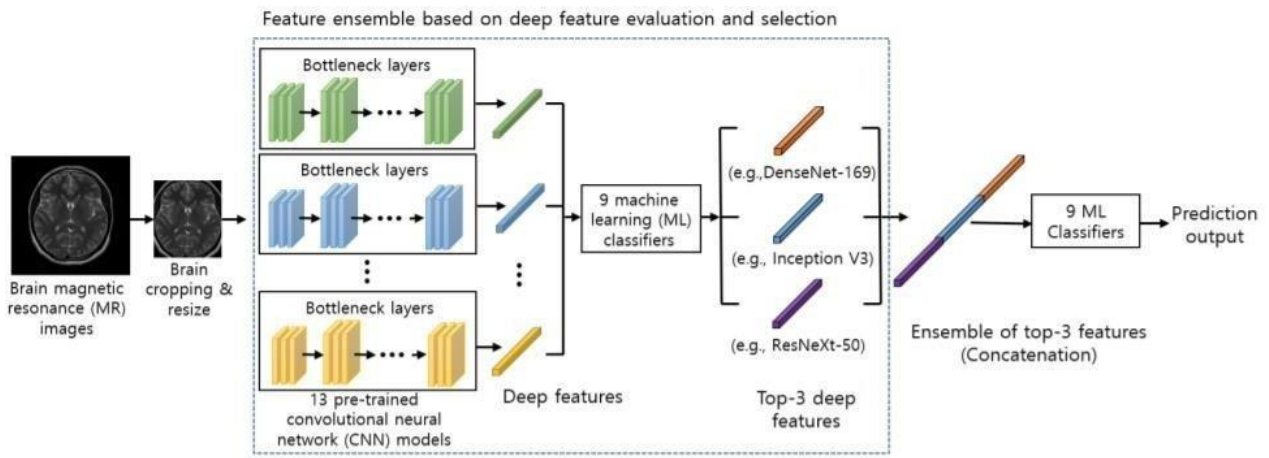 Feature ensemble based on deep feature evaluation and selection
Bottleneck layers
Bottleneck layers
Bottleneck layers
Brain magnetic
resonance (MR)
images
Brain
cropping &
resize
13 pre-trained
convolutional neural
network (CNN) models
Deep features
9 machine
learning (ML)
classifiers
(e.g.,DenseNet-169)
(e.g., Inception V3)
(e.g., ResNeXt-50)
Top-3 deep
features
Ensemble of top-3 features
(Concatenation)
9 ML
Classifiers
Prediction
output